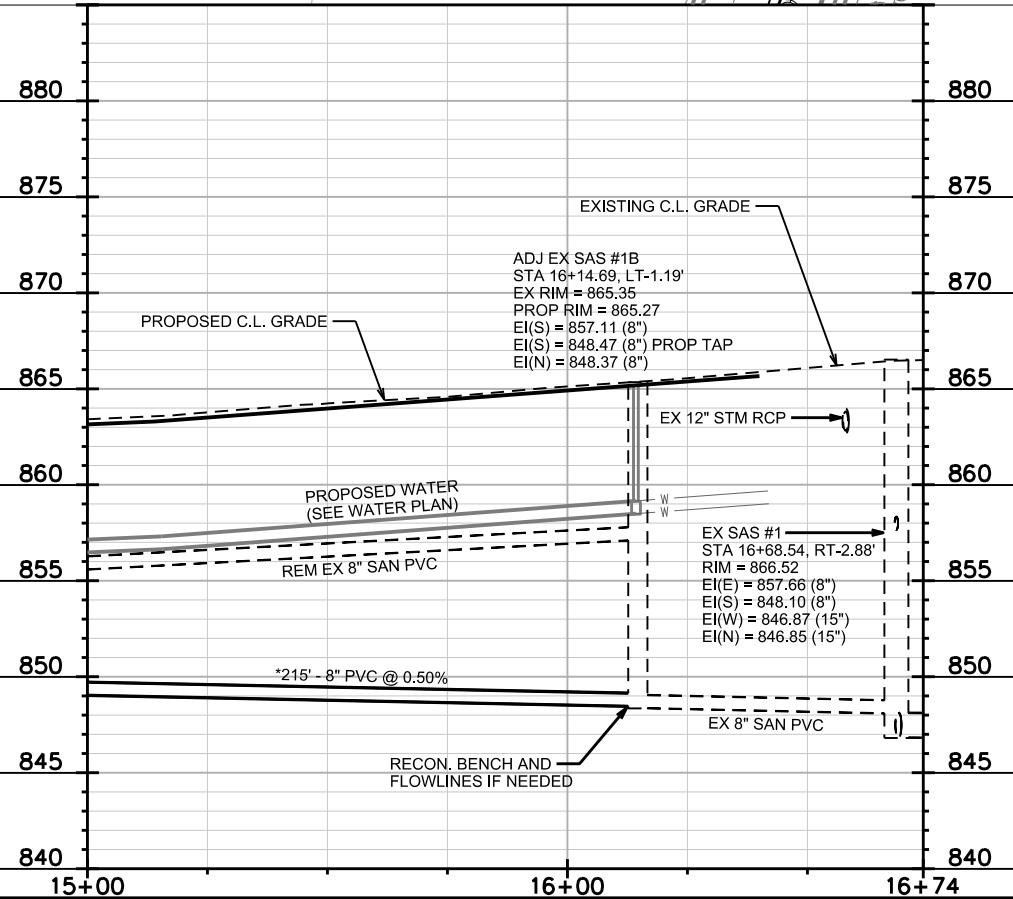 880
880
875
875
EXISTING C.L. GRADE
870
870
ADJ EX SAS #1B
STA 16+14.69, LT-1.19'
EX RIM = 865.35
PROP RIM = 865.27
EI(S) = 857.11 (8")
EI(S) = 848.47 (8") PROP TAP
EI(N) = 848.37 (8")
PROPOSED C.L. GRADE
865
865
EX 12" STM RCP
860
860
PROPOSED WATER
(SEE WATER PLAN)
W
W
EX SAS #1
STA 16+68.54, RT-2.88'
RIM = 866.52
EI(E) = 857.66 (8")
EI(S) = 848.10 (8")
EI(W) = 846.87 (15")
EI(N) = 846.85 (15")
855
855
REM EX 8" SAN PVC
850
850
*215' - 8" PVC @ 0.50%
EX 8" SAN PVC
845
845
RECON. BENCH AND
FLOWLINES IF NEEDED
840
840
15+00
16+00
16+74